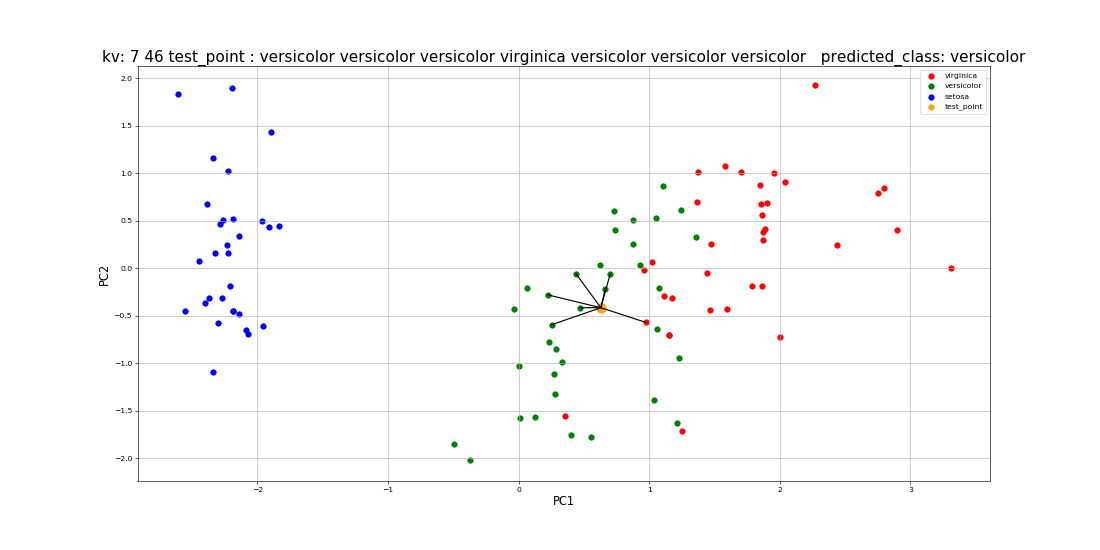 kv: 7 46 test_point : versicolor versicolor versicolor virginica versicolor versicolor versicolor   predicted_class: versicolor
virginica
versicolor
setosa
test_point
2.0
1.5
1.0
0.5
0.0
−0.5
−1.0
−1.5
−2.0
PC2
−2 −1 0 1 2 3
PC1